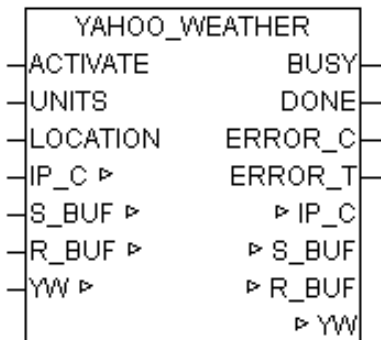 YAHOO_WEATHER
ACTIVATE BUSY
UNITS DONE
LOCATION ERROR_C
IP_C ▷ ERROR_T
S_BUF ▷ ▷ IP_C
R_BUF ▷ ▷ S_BUF
YW ▷ ▷ R_BUF
▷ YW